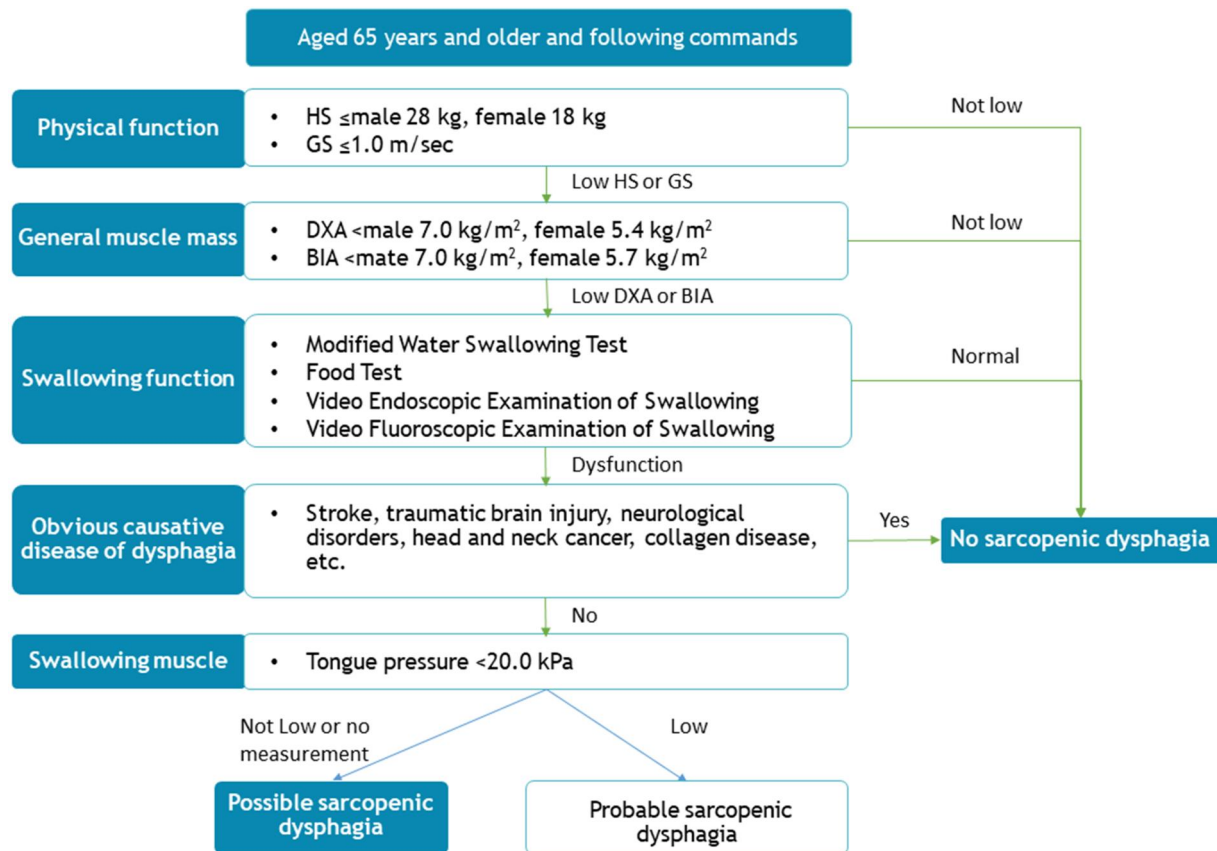 Aged 65 years and older and following commands
Physical function
• HS ≤male 28 kg, female 18 kg
• GS ≤1.0 m/sec
Not low
Low HS or GS
General muscle mass
• DXA <male 7.0 kg/m², female 5.4 kg/m²
• BIA <mate 7.0 kg/m², female 5.7 kg/m²
Not low
Low DXA or BIA
Swallowing function
• Modified Water Swallowing Test
• Food Test
• Video Endoscopic Examination of Swallowing
• Video Fluoroscopic Examination of Swallowing
Normal
Dysfunction
Obvious causative
disease of dysphagia
• Stroke, traumatic brain injury, neurological
disorders, head and neck cancer, collagen disease,
etc.
Yes
No sarcopenic dysphagia
No
Swallowing muscle
• Tongue pressure <20.0 kPa
Not Low or no
measurement
Low
Possible sarcopenic
dysphagia
Probable sarcopenic
dysphagia